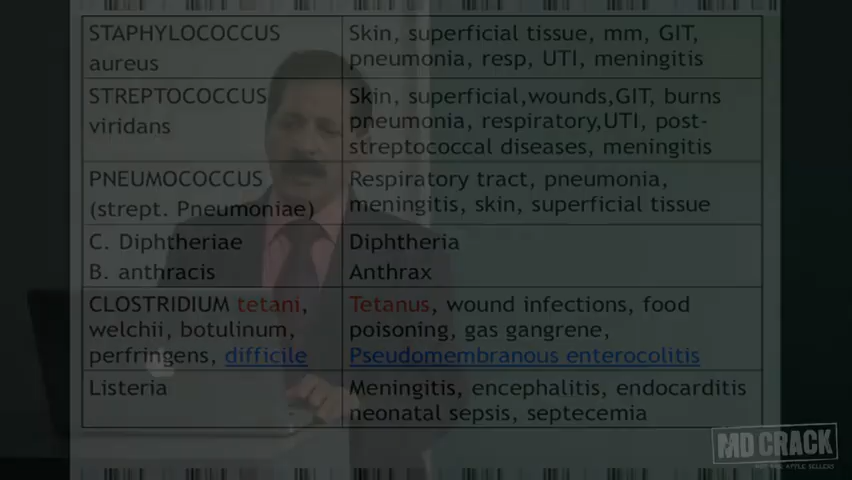 STAPHYLOCOCCUS
aureus
Skin, superficial tissue, mm, GIT,
pneumonia, resp, UTI, meningitis
STREPTOCOCCUS
viridans
Skin, superficial,wounds,GIT, burns
pneumonia, respiratory,UTI, post-
streptococcal diseases, meningitis
PNEUMOCOCCUS
(strept. Pneumoniae)
Respiratory tract, pneumonia,
meningitis, skin, superficial tissue
C. Diphtheriae
B. anthracis
Diphtheria
Anthrax
CLOSTRIDIUM tetani,
welchii, botulinum,
perfringens, difficile
Tetanus, wound infections, food
poisoning, gas gangrene,
Pseudomembranous enterocolitis
Listeria
Meningitis, encephalitis, endocarditis
neonatal sepsis, septecemia
MD CRACK